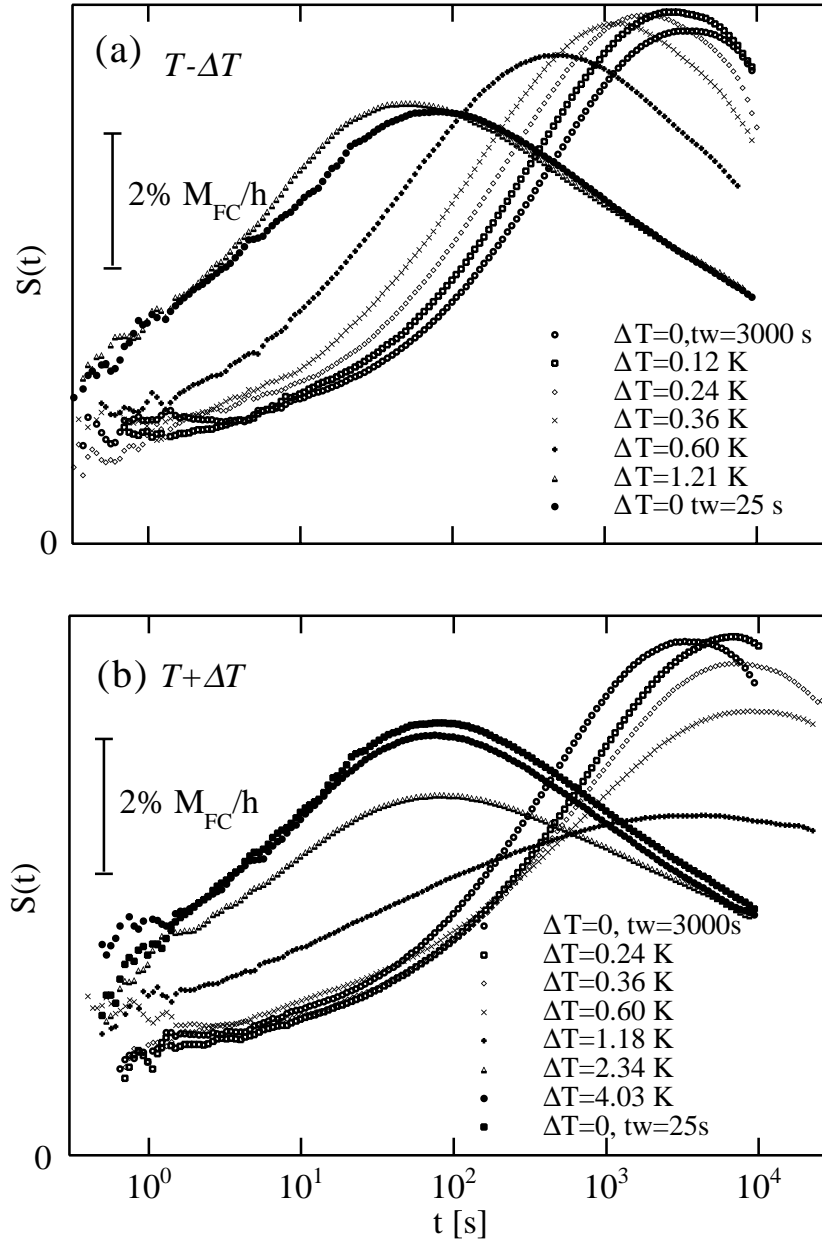 (a) T-ΔT
2% M_FC/h
S(t)
ΔT=0,tw=3000 s
ΔT=0.12 K
ΔT=0.24 K
ΔT=0.36 K
ΔT=0.60 K
ΔT=1.21 K
ΔT=0 tw=25 s
0
(b) T+ΔT
2% M_FC/h
S(t)
ΔT=0, tw=3000s
ΔT=0.24 K
ΔT=0.36 K
ΔT=0.60 K
ΔT=1.18 K
ΔT=2.34 K
ΔT=4.03 K
ΔT=0, tw=25s
0
10^0 10^1 10^2 10^3 10^4
t [s]